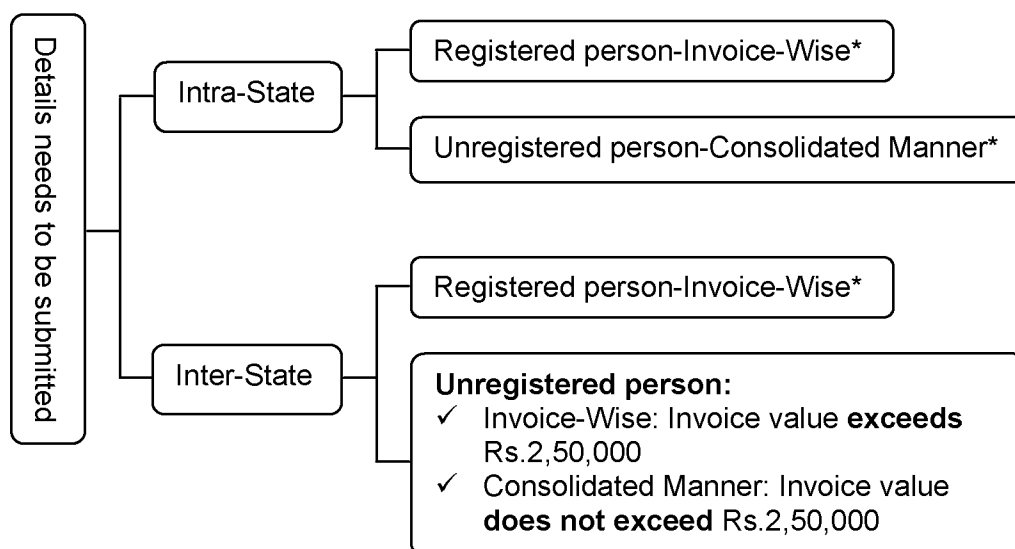 Details needs to be submitted
Intra-State
Registered person-Invoice-Wise*
Unregistered person-Consolidated Manner*
Inter-State
Registered person-Invoice-Wise*
Unregistered person:
✓ Invoice-Wise: Invoice value exceeds
Rs.2,50,000
✓ Consolidated Manner: Invoice value
does not exceed Rs.2,50,000